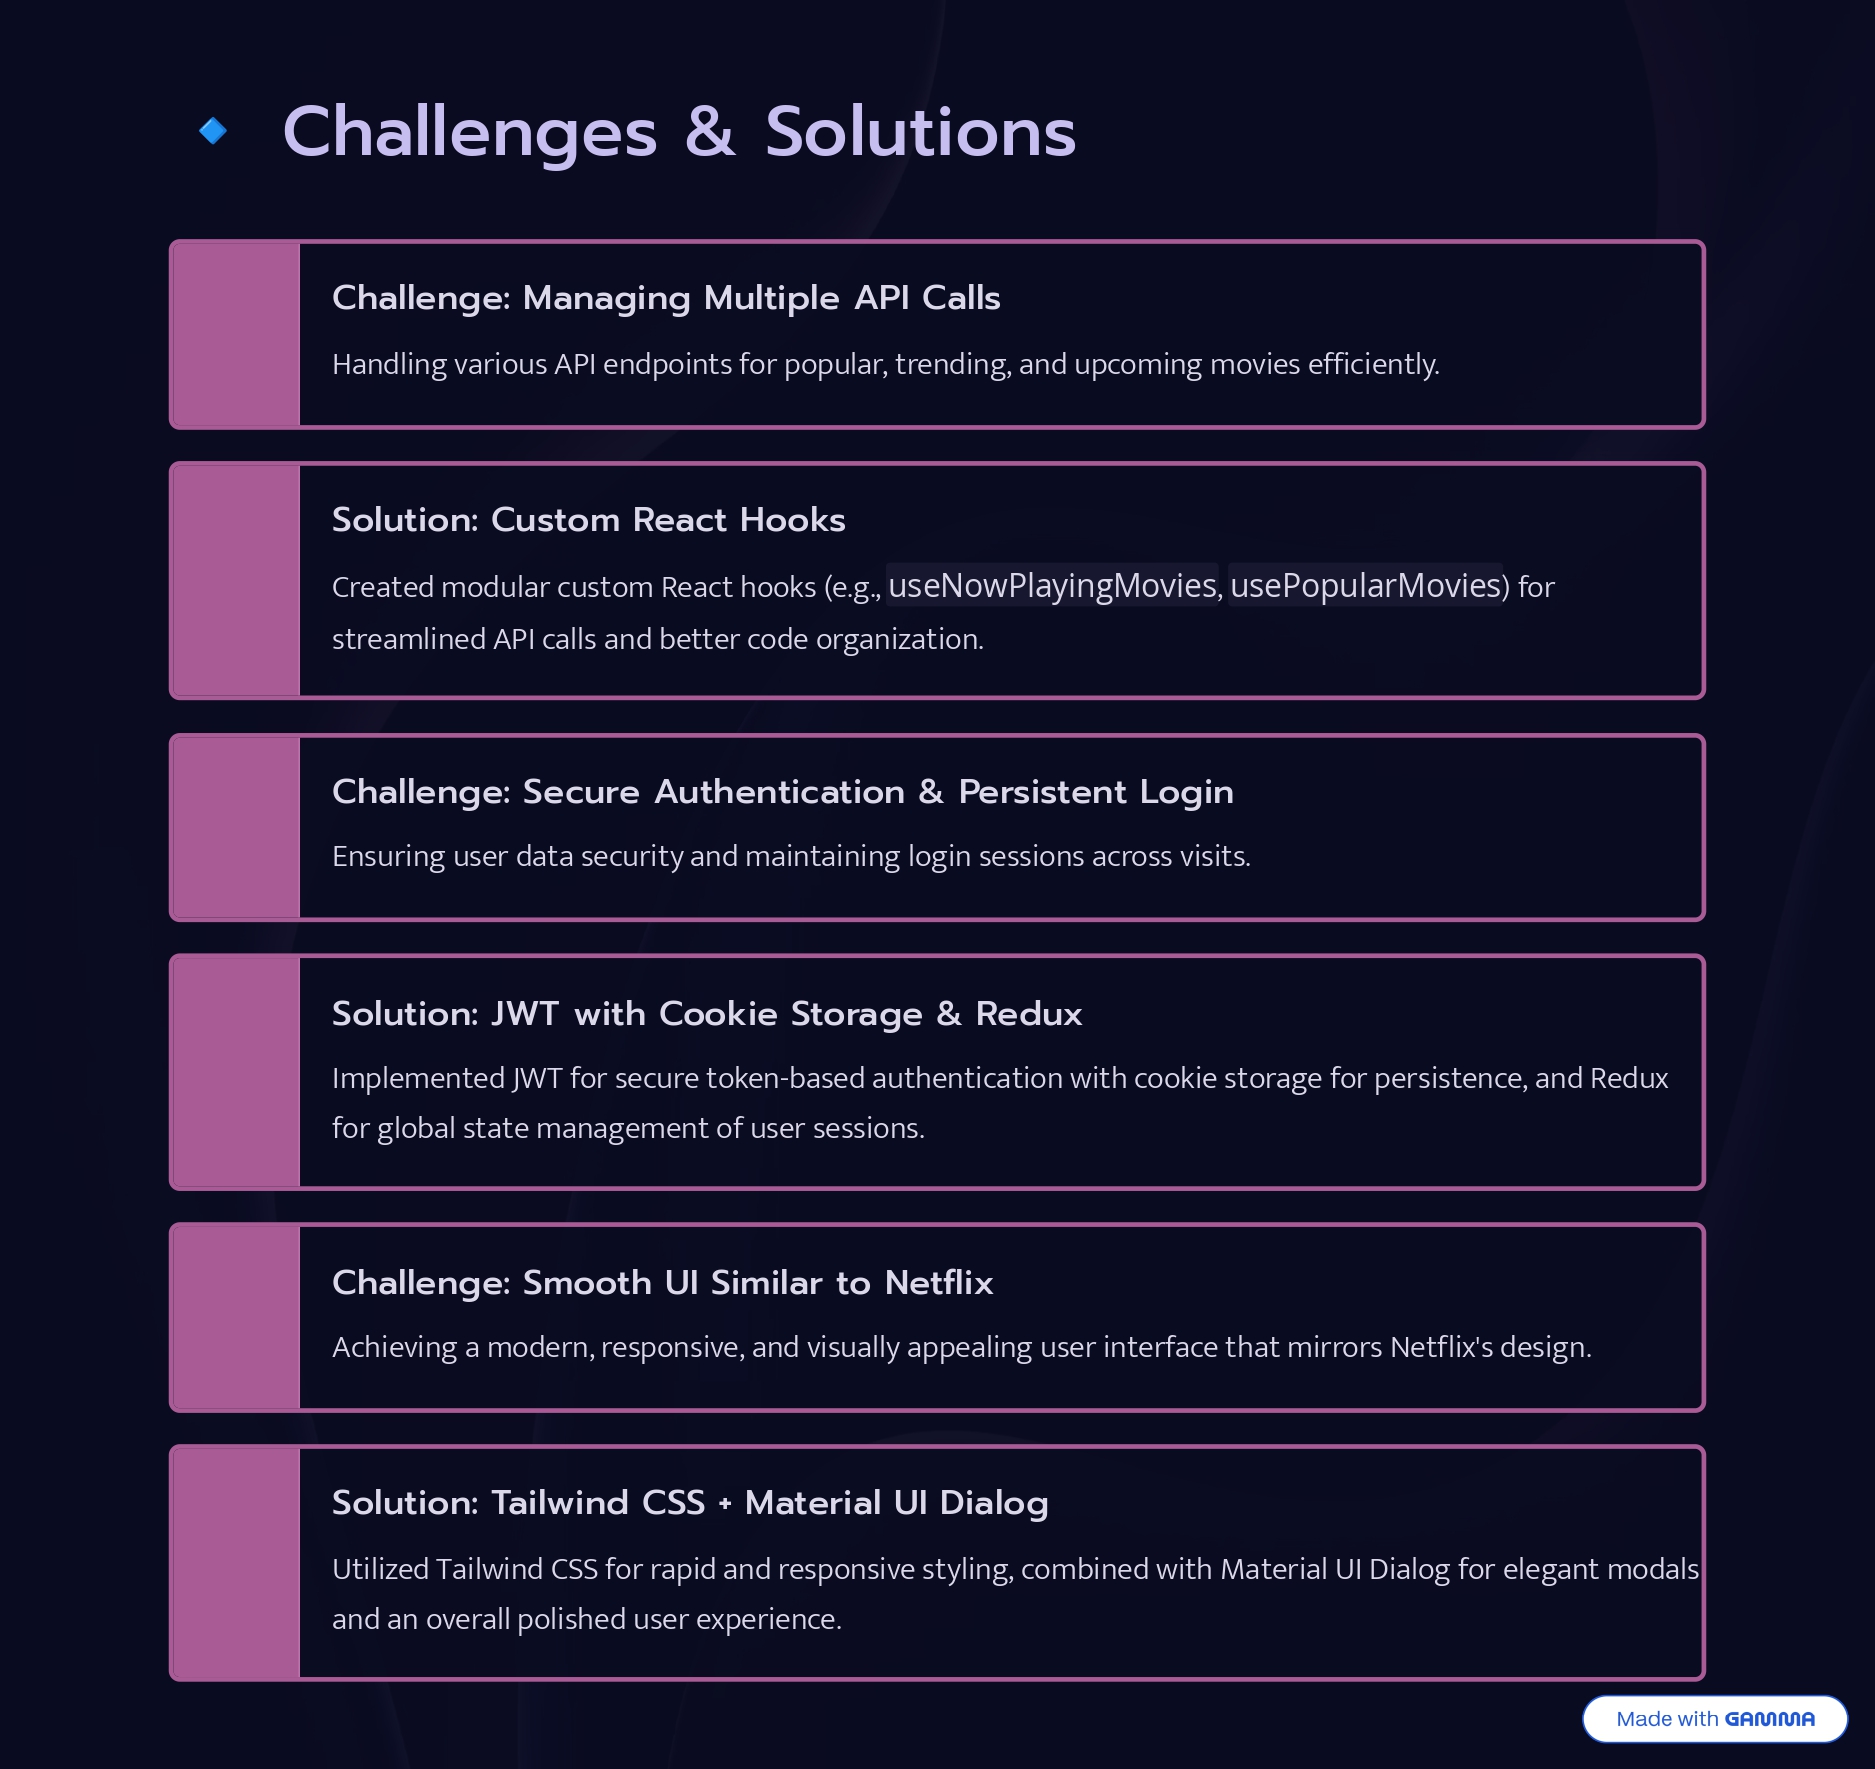 Challenges & Solutions
Challenge: Managing Multiple API Calls
Handling various API endpoints for popular, trending, and upcoming movies efficiently.
Solution: Custom React Hooks
Created modular custom React hooks (e.g., useNowPlayingMovies, usePopularMovies) for
streamlined API calls and better code organization.
Challenge: Secure Authentication & Persistent Login
Ensuring user data security and maintaining login sessions across visits.
Solution: JWT with Cookie Storage & Redux
Implemented JWT for secure token-based authentication with cookie storage for persistence, and Redux
for global state management of user sessions.
Challenge: Smooth UI Similar to Netflix
Achieving a modern, responsive, and visually appealing user interface that mirrors Netflix's design.
Solution: Tailwind CSS + Material UI Dialog
Utilized Tailwind CSS for rapid and responsive styling, combined with Material UI Dialog for elegant modals
and an overall polished user experience.
Made with GAMMA